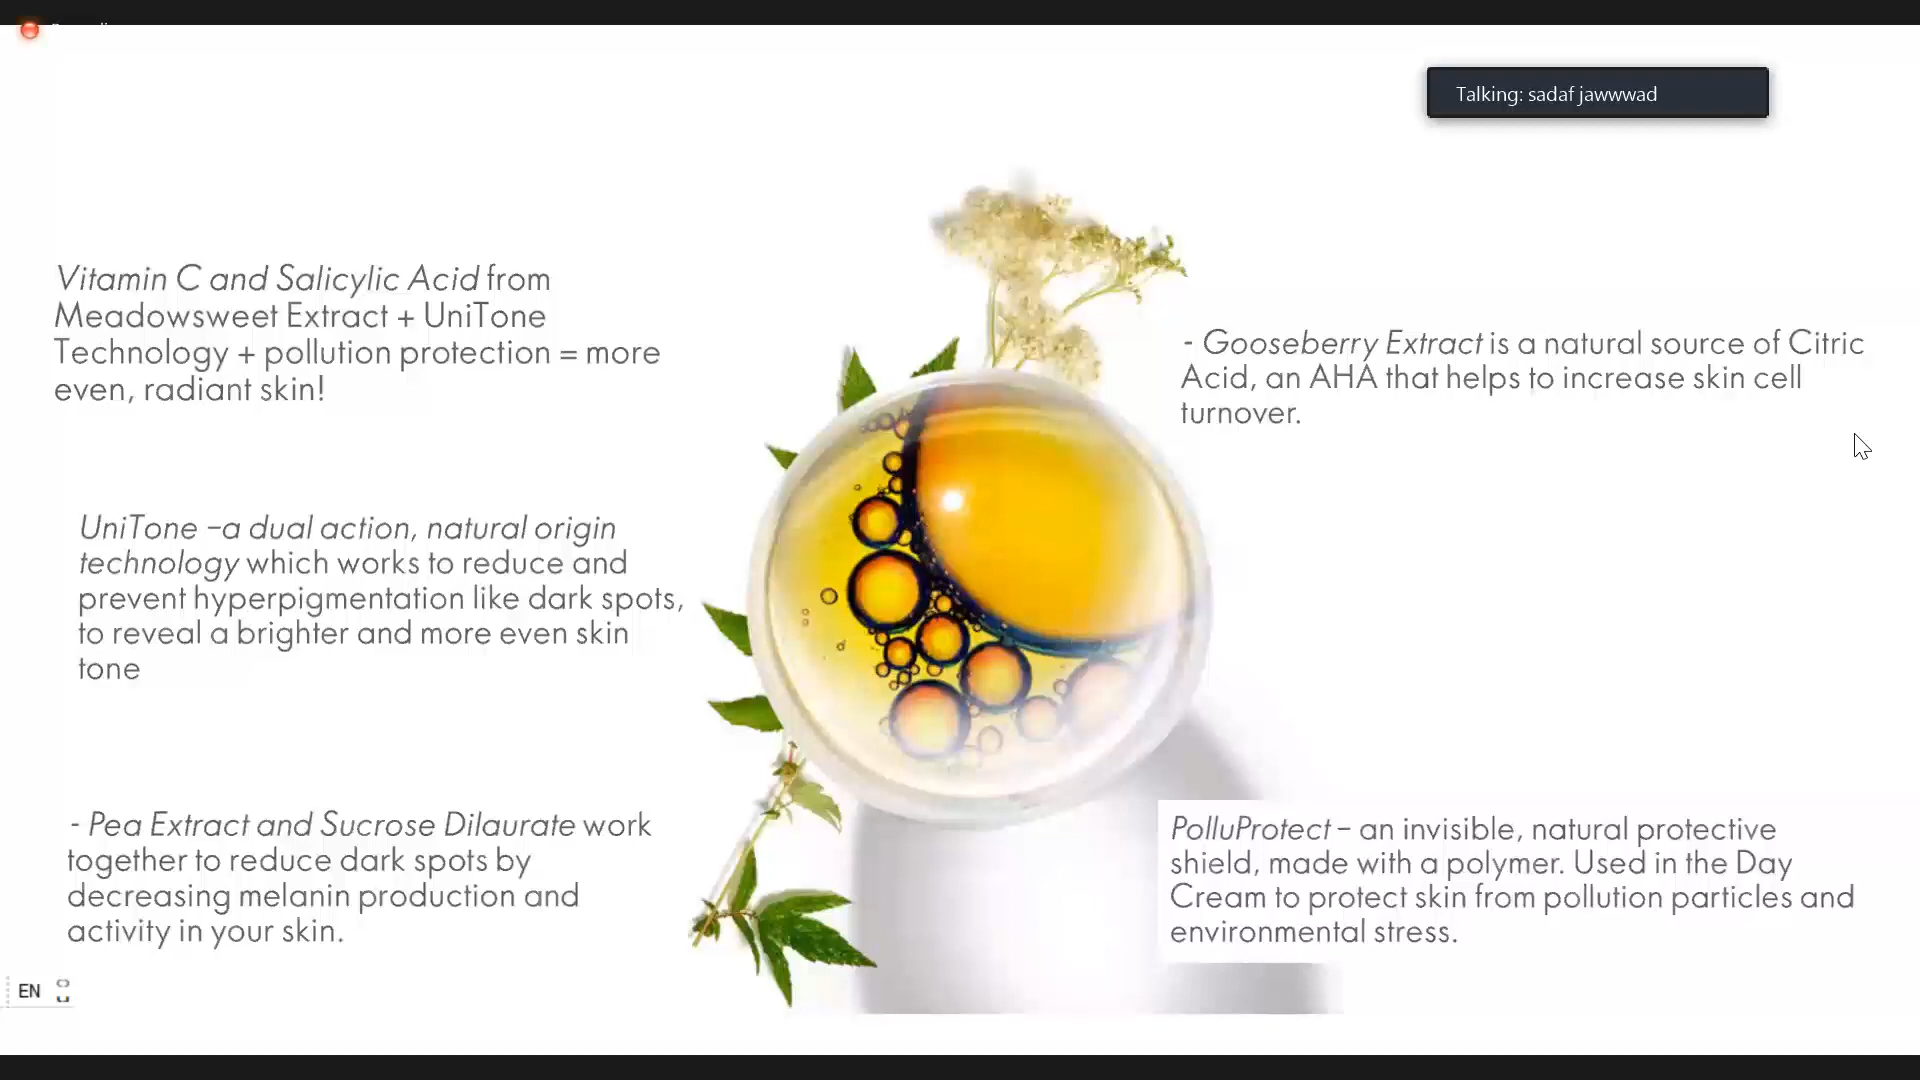 Talking: sadaf jawwwad
Vitamin C and Salicylic Acid from
Meadowsweet Extract + UniTone
Technology + pollution protection = more
even, radiant skin!
- Gooseberry Extract is a natural source of Citric
Acid, an AHA that helps to increase skin cell
turnover.
UniTone –a dual action, natural origin
technology which works to reduce and
prevent hyperpigmentation like dark spots,
to reveal a brighter and more even skin
tone
- Pea Extract and Sucrose Dilaurate work
together to reduce dark spots by
decreasing melanin production and
activity in your skin.
PolluProtect – an invisible, natural protective
shield, made with a polymer. Used in the Day
Cream to protect skin from pollution particles and
environmental stress.
EN